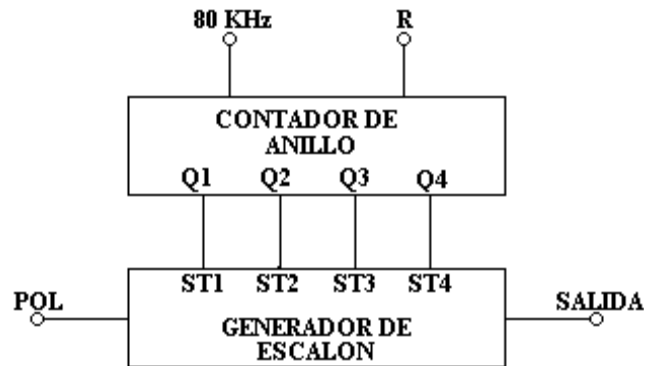 80 KHz R
CONTADOR DE
ANILLO
Q1 Q2 Q3 Q4
ST1 ST2 ST3 ST4
POL SALIDA
GENERADOR DE
ESCALON